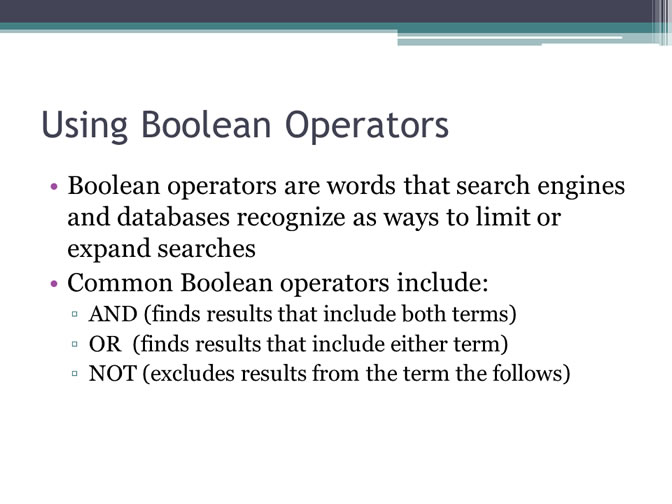 Using Boolean Operators
• Boolean operators are words that search engines
and databases recognize as ways to limit or
expand searches
• Common Boolean operators include:
▫ AND (finds results that include both terms)
▫ OR  (finds results that include either term)
▫ NOT (excludes results from the term the follows)